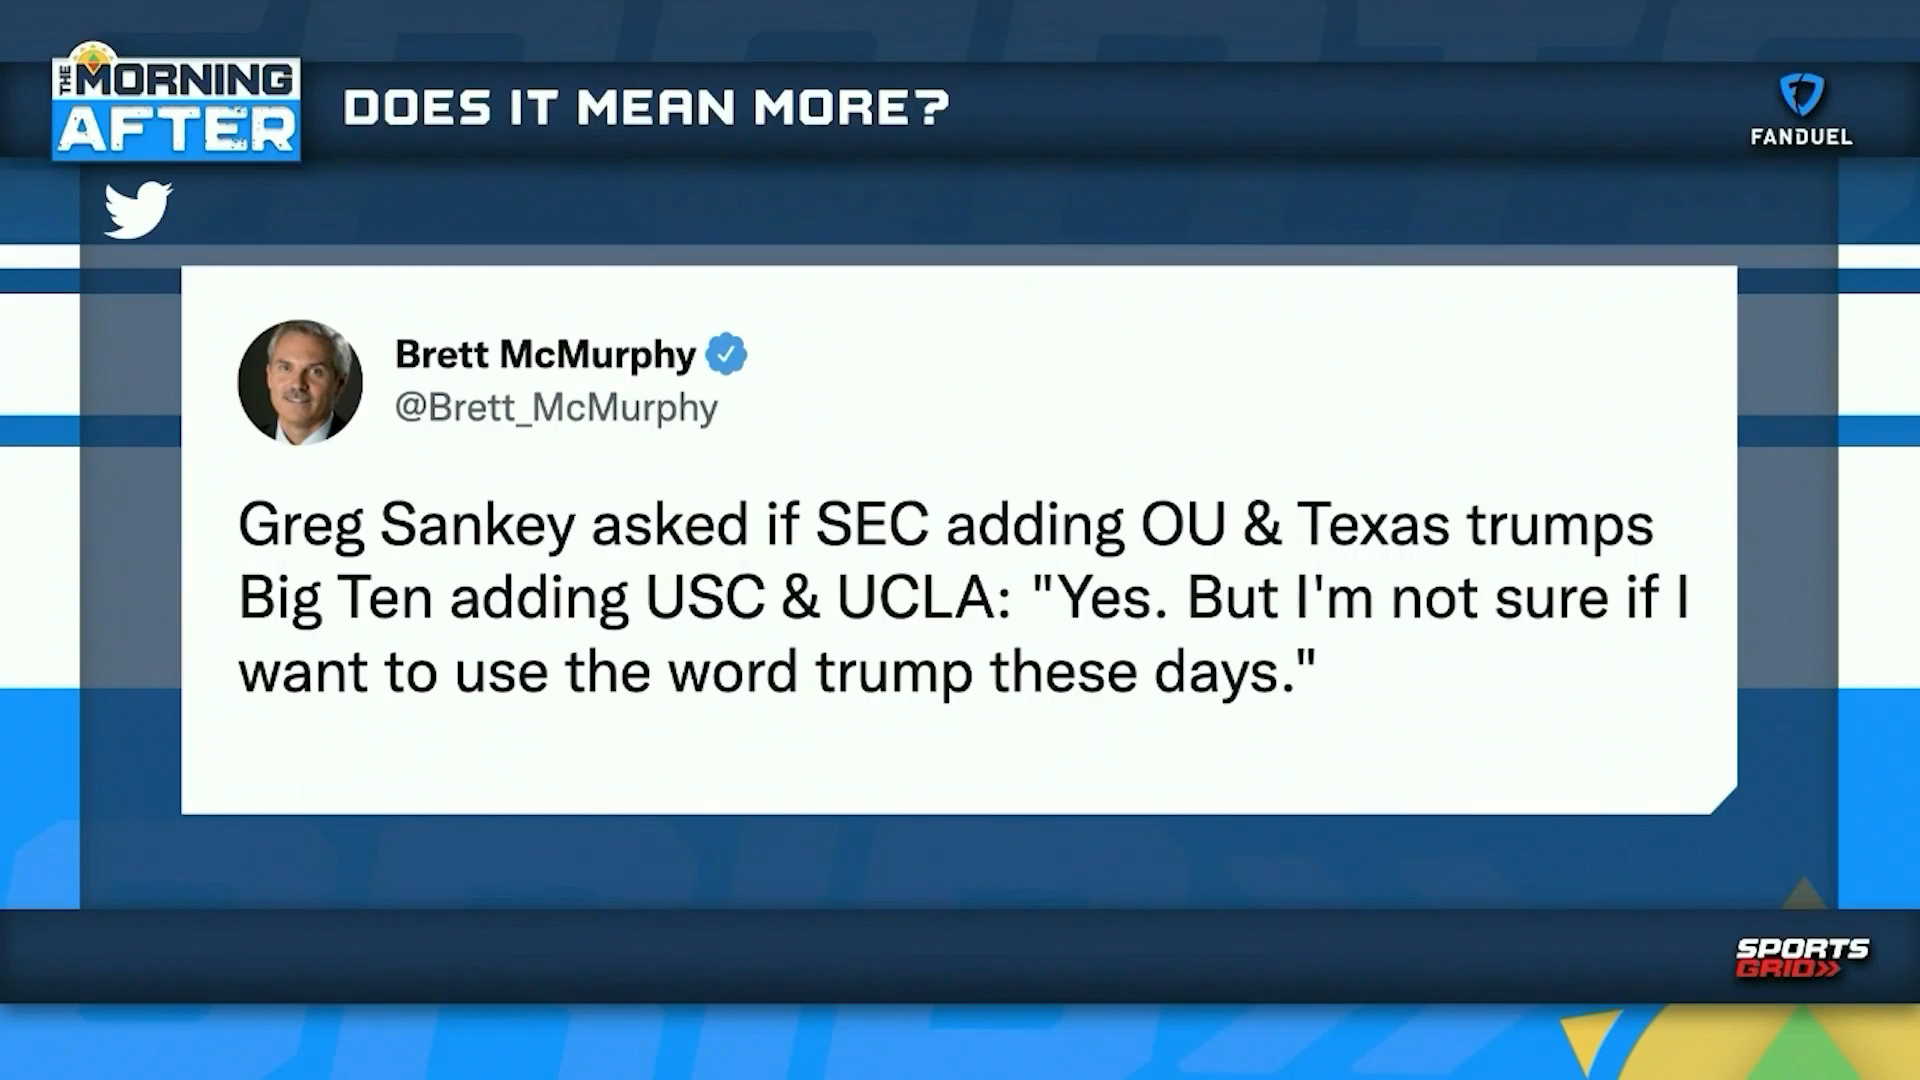 THE
MORNING
AFTER
DOES IT MEAN MORE?
FANDUEL
Brett McMurphy
@Brett_McMurphy
Greg Sankey asked if SEC adding OU & Texas trumps
Big Ten adding USC & UCLA: "Yes. But I'm not sure if I
want to use the word trump these days."
SPORTS
GRID